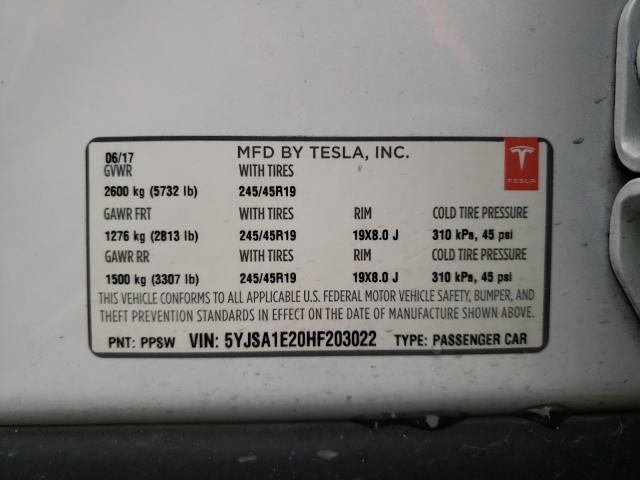 06/17 MFD BY TESLA, INC.
GVWR WITH TIRES
2600 kg (5732 lb) 245/45R19
TESLA
GAWR FRT WITH TIRES RIM COLD TIRE PRESSURE
1276 kg (2813 lb) 245/45R19 19X8.0 J 310 kPa, 45 psi
GAWR RR WITH TIRES RIM COLD TIRE PRESSURE
1500 kg (3307 lb) 245/45R19 19X8.0 J 310 kPa, 45 psi
THIS VEHICLE CONFORMS TO ALL APPLICABLE U.S. FEDERAL MOTOR VEHICLE SAFETY, BUMPER, AND
THEFT PREVENTION STANDARDS IN EFFECT ON THE DATE OF MANUFACTURE SHOWN ABOVE.
PNT: PPSW VIN: 5YJSA1E20HF203022 TYPE: PASSENGER CAR